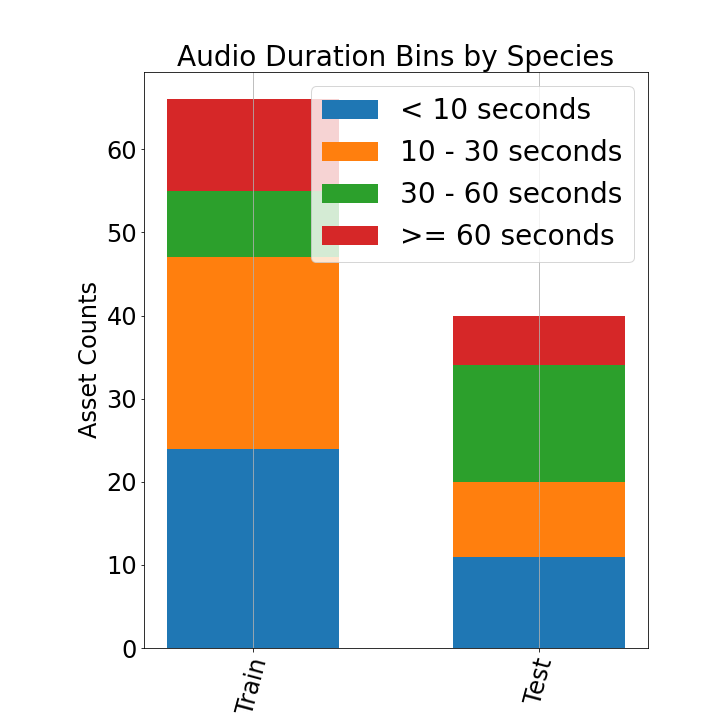 Audio Duration Bins by Species
< 10 seconds
10 - 30 seconds
30 - 60 seconds
>= 60 seconds
Asset Counts
60
50
40
30
20
10
0
Train
Test